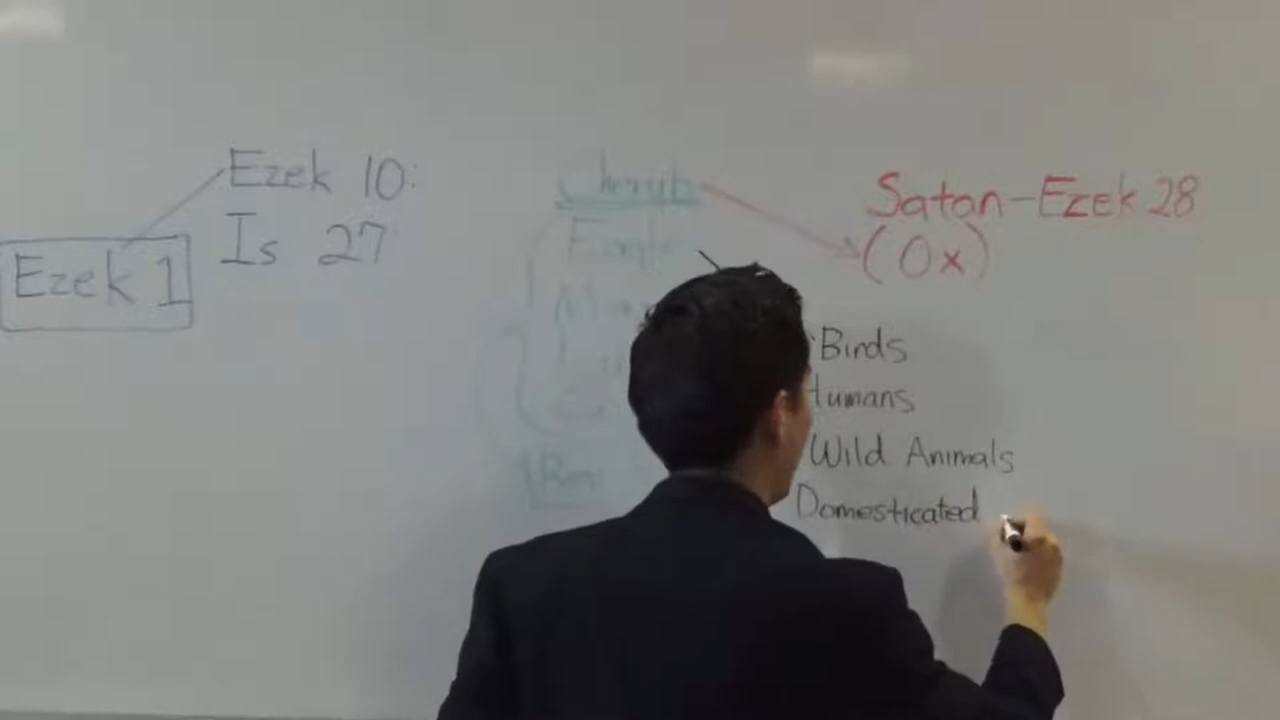 Ezek 10:
Is 27
Ezek 1
Cherub
Eagle
Satan-Ezek 28
(Ox)
Birds
Humans
Wild Animals
Domesticated